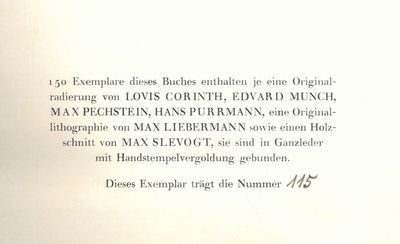 150 Exemplare dieses Buches enthalten je eine Original-
radierung von LOVIS CORINTH, EDVARD MUNCH,
MAX PECHSTEIN, HANS PURRMANN, eine Original-
lithographie von MAX LIEBERMANN sowie einen Holz-
schnitt von MAX SLEVOGT, sie sind in Ganzleder
mit Handstempelvergoldung gebunden.
Dieses Exemplar trägt die Nummer 115